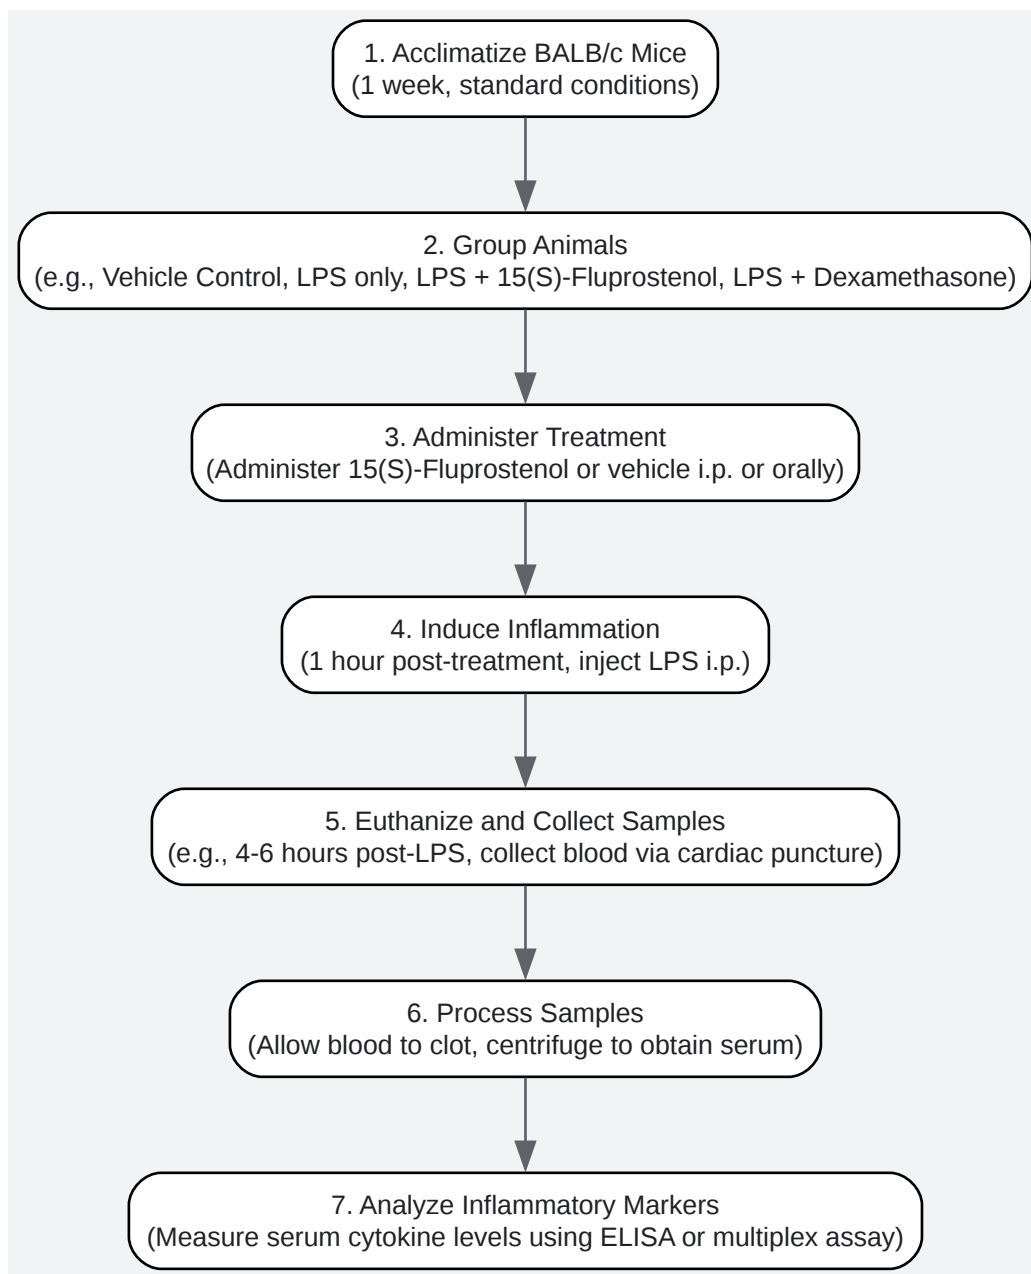 1. Acclimatize BALB/c Mice
(1 week, standard conditions)
2. Group Animals
(e.g., Vehicle Control, LPS only, LPS + 15(S)-Fluprostenol, LPS + Dexamethasone)
3. Administer Treatment
(Administer 15(S)-Fluprostenol or vehicle i.p. or orally)
4. Induce Inflammation
(1 hour post-treatment, inject LPS i.p.)
5. Euthanize and Collect Samples
(e.g., 4-6 hours post-LPS, collect blood via cardiac puncture)
6. Process Samples
(Allow blood to clot, centrifuge to obtain serum)
7. Analyze Inflammatory Markers
(Measure serum cytokine levels using ELISA or multiplex assay)